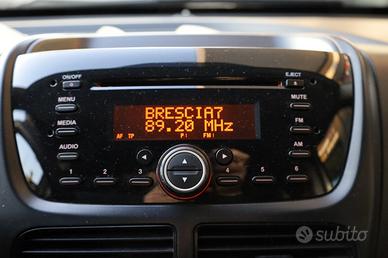 ON/OFF
EJECT
MENU
MUTE
BRESCIA7
89.20 MHz
MEDIA
FM
AF TP P1 FM1
AUDIO
AM
1 2 3 4 5 6
subito